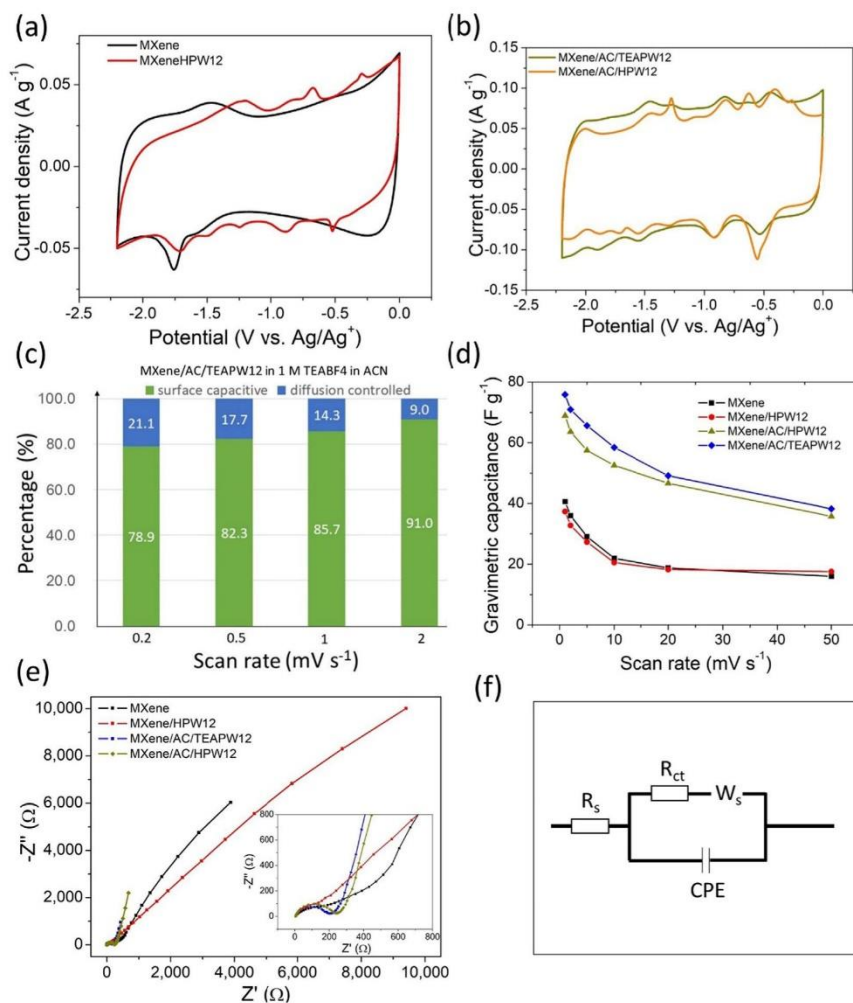 (a)
MXene
MXeneHPW12
Current density (A g⁻¹)
0.05
0.00
-0.05
-2.5 -2.0 -1.5 -1.0 -0.5 0.0
Potential (V vs. Ag/Ag⁺)
(b)
MXene/AC/TEAPW12
MXene/AC/HPW12
Current density (A g⁻¹)
0.15
0.10
0.05
0.00
-0.05
-0.10
-0.15
-2.5 -2.0 -1.5 -1.0 -0.5 0.0
Potential (V vs. Ag/Ag⁺)
(c)
MXene/AC/TEAPW12 in 1 M TEABF4 in ACN
surface capacitive diffusion controlled
Percentage (%)
100.0
80.0
60.0
40.0
20.0
0.0
21.1 17.7 14.3 9.0
78.9 82.3 85.7 91.0
0.2 0.5 1 2
Scan rate (mV s⁻¹)
(d)
MXene
MXene/HPW12
MXene/AC/HPW12
MXene/AC/TEAPW12
Gravimetric capacitance (F g⁻¹)
80
60
40
20
0
0 10 20 30 40 50
Scan rate (mV s⁻¹)
(e)
MXene
MXene/HPW12
MXene/AC/TEAPW12
MXene/AC/HPW12
-Z'' (Ω)
10,000
8,000
6,000
4,000
2,000
0
0 2,000 4,000 6,000 8,000 10,000
Z' (Ω)
-Z'' (Ω)
800
600
400
200
0
0 200 400 600 800
Z' (Ω)
(f)
Rs
Rct
Ws
CPE